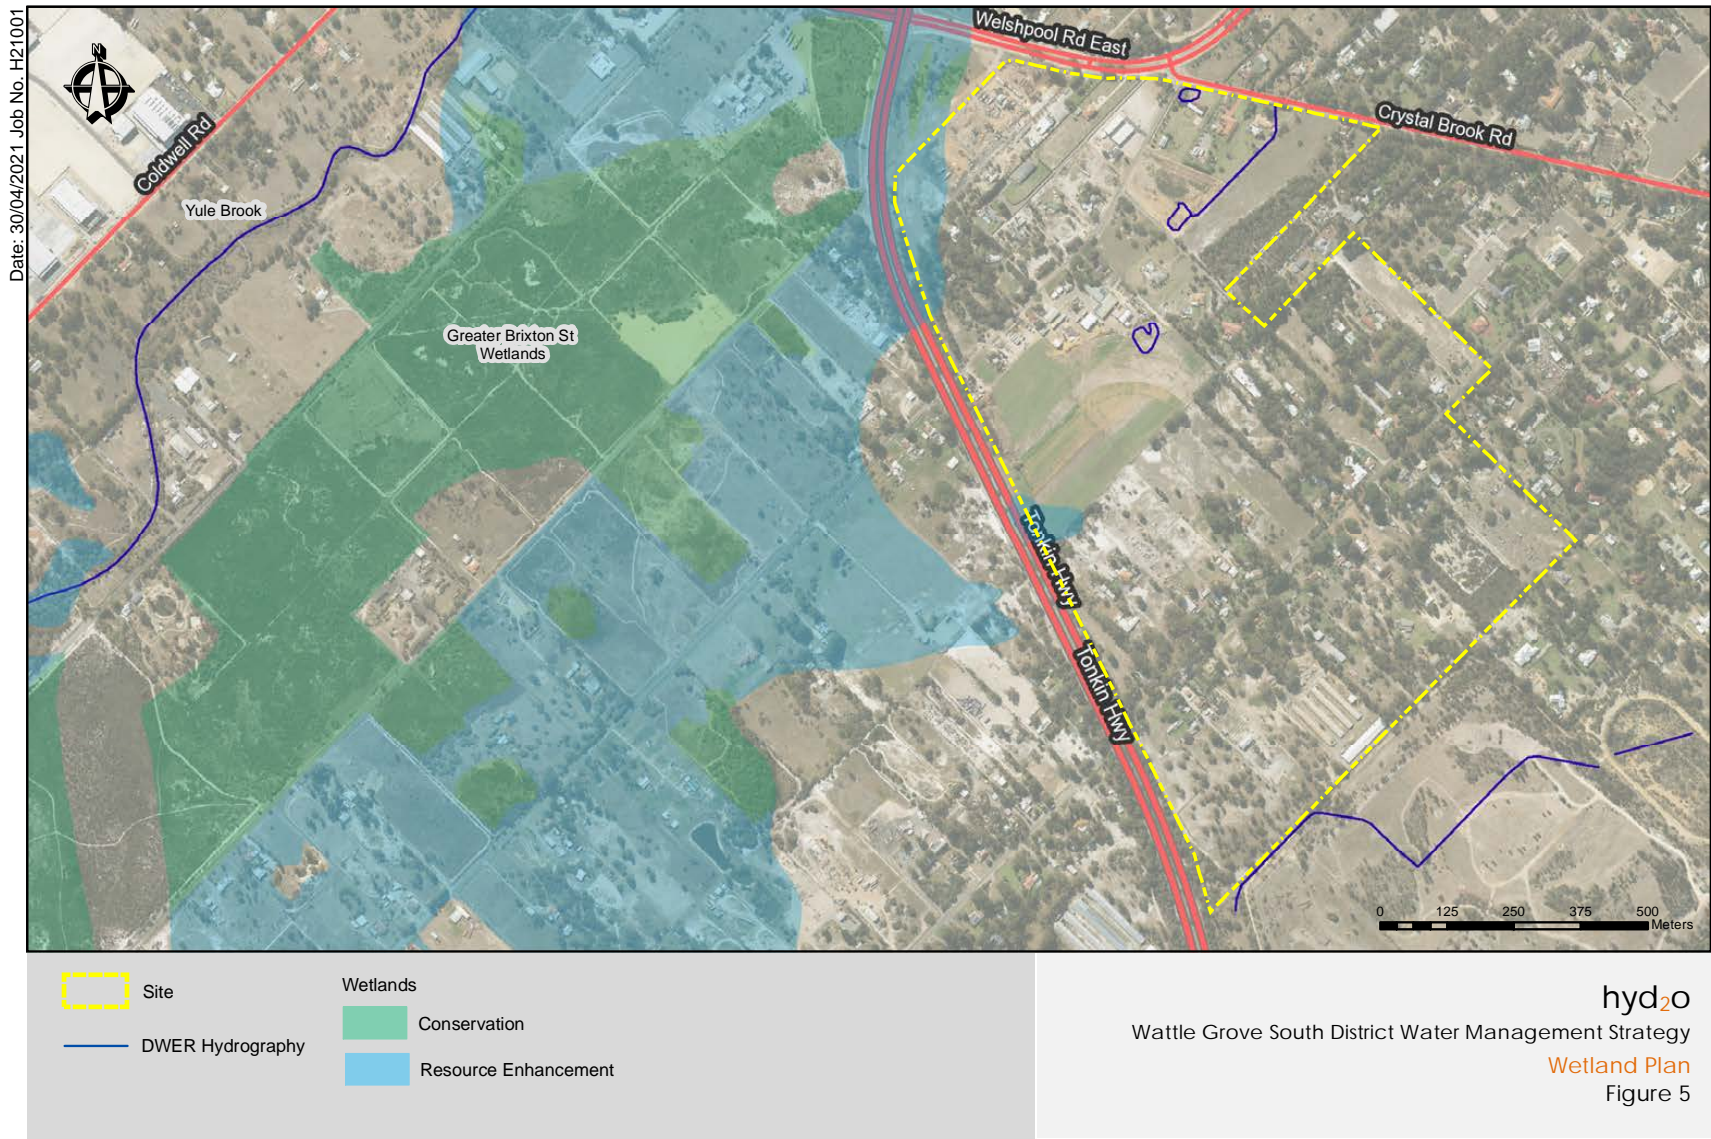 Date: 30/04/2021 Job No. H21001
N
Welshpool Rd East
Crystal Brook Rd
Coldwell Rd
Yule Brook
Greater Brixton St
Wetlands
Tonkin Hwy
Tonkin Hwy
0 125 250 375 500
Meters
Site
DWER Hydrography
Wetlands
Conservation
Resource Enhancement
hyd2o
Wattle Grove South District Water Management Strategy
Wetland Plan
Figure 5